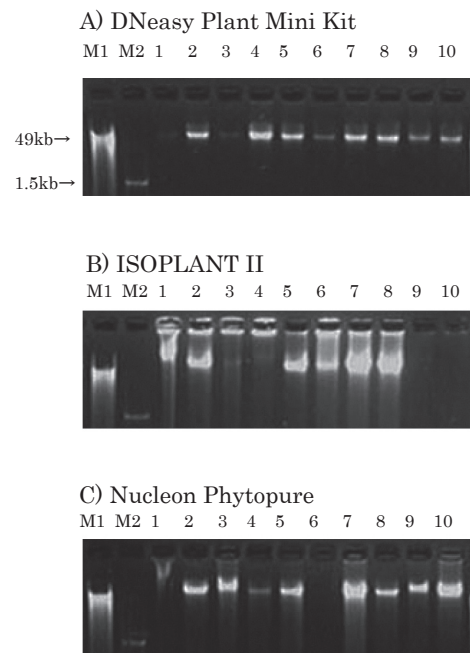 A) DNeasy Plant Mini Kit
M1 M2 1 2 3 4 5 6 7 8 9 10
49kb→
1.5kb→
B) ISOPLANT II
M1 M2 1 2 3 4 5 6 7 8 9 10
C) Nucleon Phytopure
M1 M2 1 2 3 4 5 6 7 8 9 10